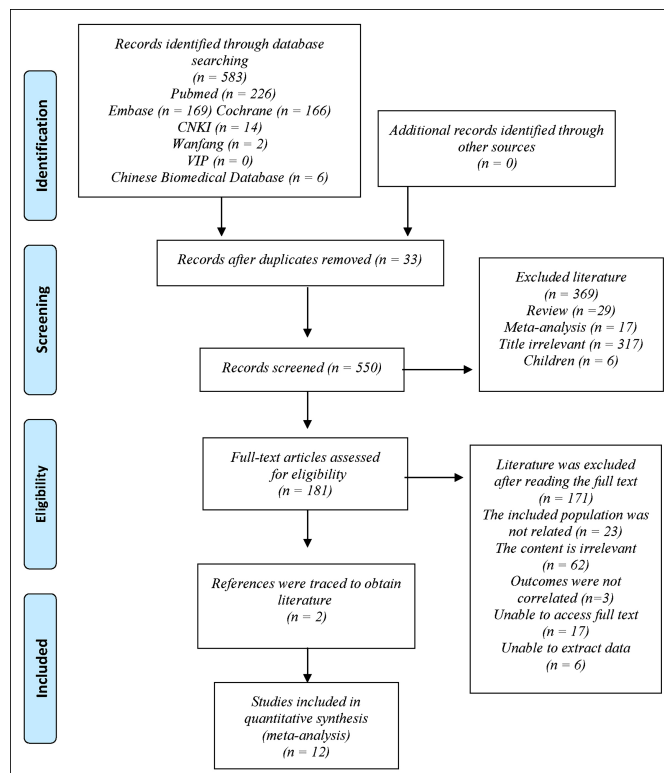 Records identified through database
searching
(n = 583)
Pubmed (n = 226)
Embase (n = 169) Cochrane (n = 166)
CNKI (n = 14)
Wanfang (n = 2)
VIP (n = 0)
Chinese Biomedical Database (n = 6)
Additional records identified through
other sources
(n = 0)
Identification
Records after duplicates removed (n = 33)
Screening
Excluded literature
(n = 369)
Review (n =29)
Meta-analysis (n = 17)
Title irrelevant (n = 317)
Children (n = 6)
Records screened (n = 550)
Full-text articles assessed
for eligibility
(n = 181)
Eligibility
Literature was excluded
after reading the full text
(n = 171)
The included population was
not related (n = 23)
The content is irrelevant
(n = 62)
Outcomes were not
correlated (n=3)
Unable to access full text
(n = 17)
Unable to extract data
(n = 6)
References were traced to obtain
literature
(n = 2)
Included
Studies included in
quantitative synthesis
(meta-analysis)
(n = 12)